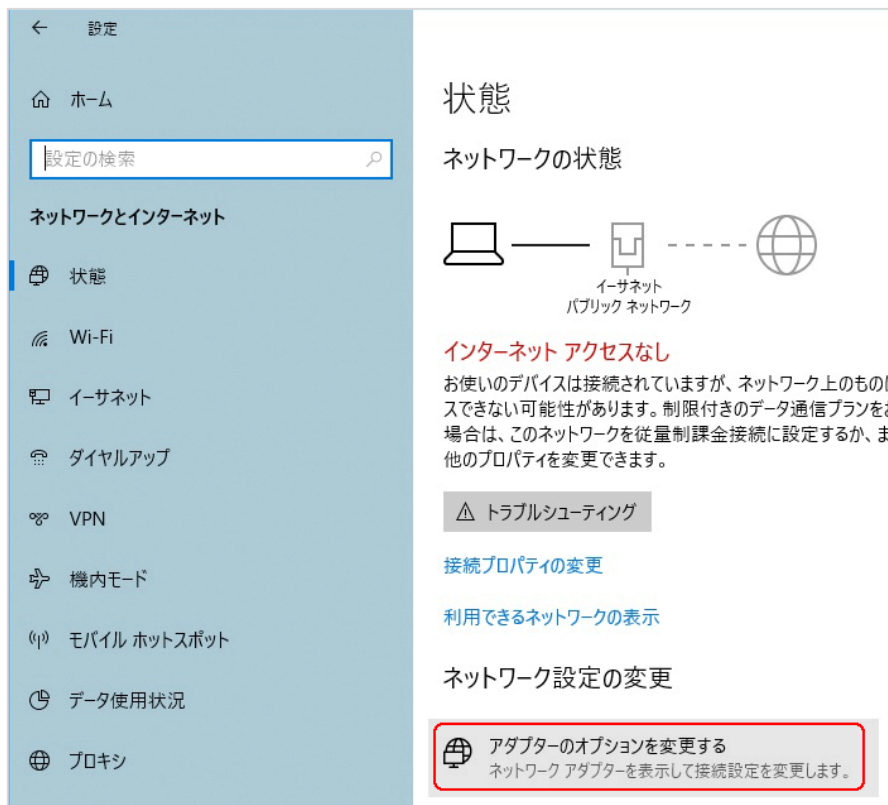 設定
ホーム
設定の検索
ネットワークとインターネット
状態
Wi-Fi
イーサネット
ダイヤルアップ
VPN
機内モード
モバイル ホットスポット
データ使用状況
プロキシ
状態
ネットワークの状態
イーサネット
パブリック ネットワーク
インターネット アクセスなし
お使いのデバイスは接続されていますが、ネットワーク上のもの
スできない可能性があります。制限付きのデータ通信プランを
場合は、このネットワークを従量制課金接続に設定するか、ま
他のプロパティを変更できます。
トラブルシューティング
接続プロパティの変更
利用できるネットワークの表示
ネットワーク設定の変更
アダプターのオプションを変更する
ネットワーク アダプターを表示して接続設定を変更します。